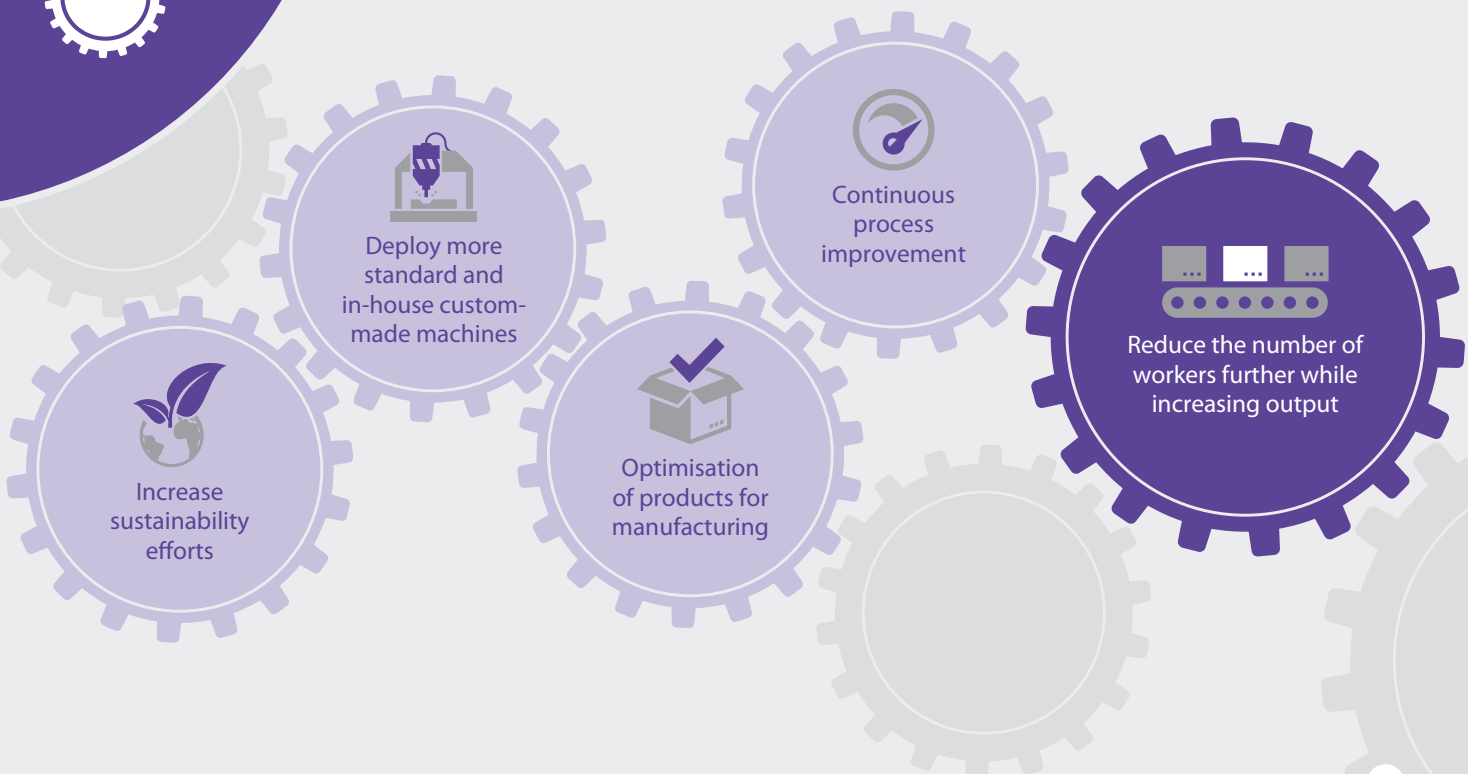 Increase
sustainability
efforts
Deploy more
standard and
in-house custom-
made machines
Optimisation
of products for
manufacturing
Continuous
process
improvement
Reduce the number of
workers further while
increasing output